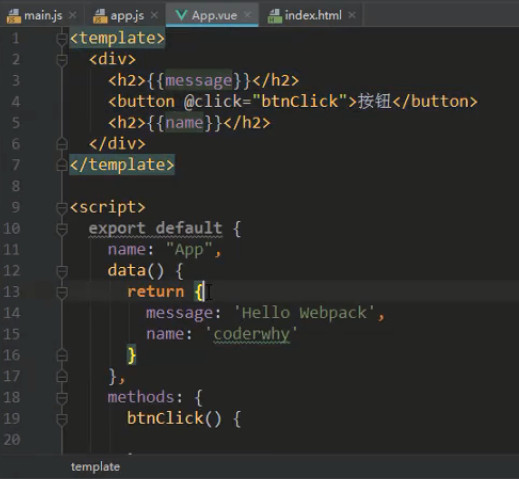 main.js × app.js × App.vue × index.html ×
1 <template>
2 <div>
3 <h2>{{message}}</h2>
4 <button @click="btnClick">按钮</button>
5 <h2>{{name}}</h2>
6 </div>
7 </template>
8
9 <script>
10 export default {
11 name: "App",
12 data() {
13 return {
14 message: 'Hello Webpack',
15 name: 'coderwhy'
16 }
17 },
18 methods: {
19 btnClick() {
20
template